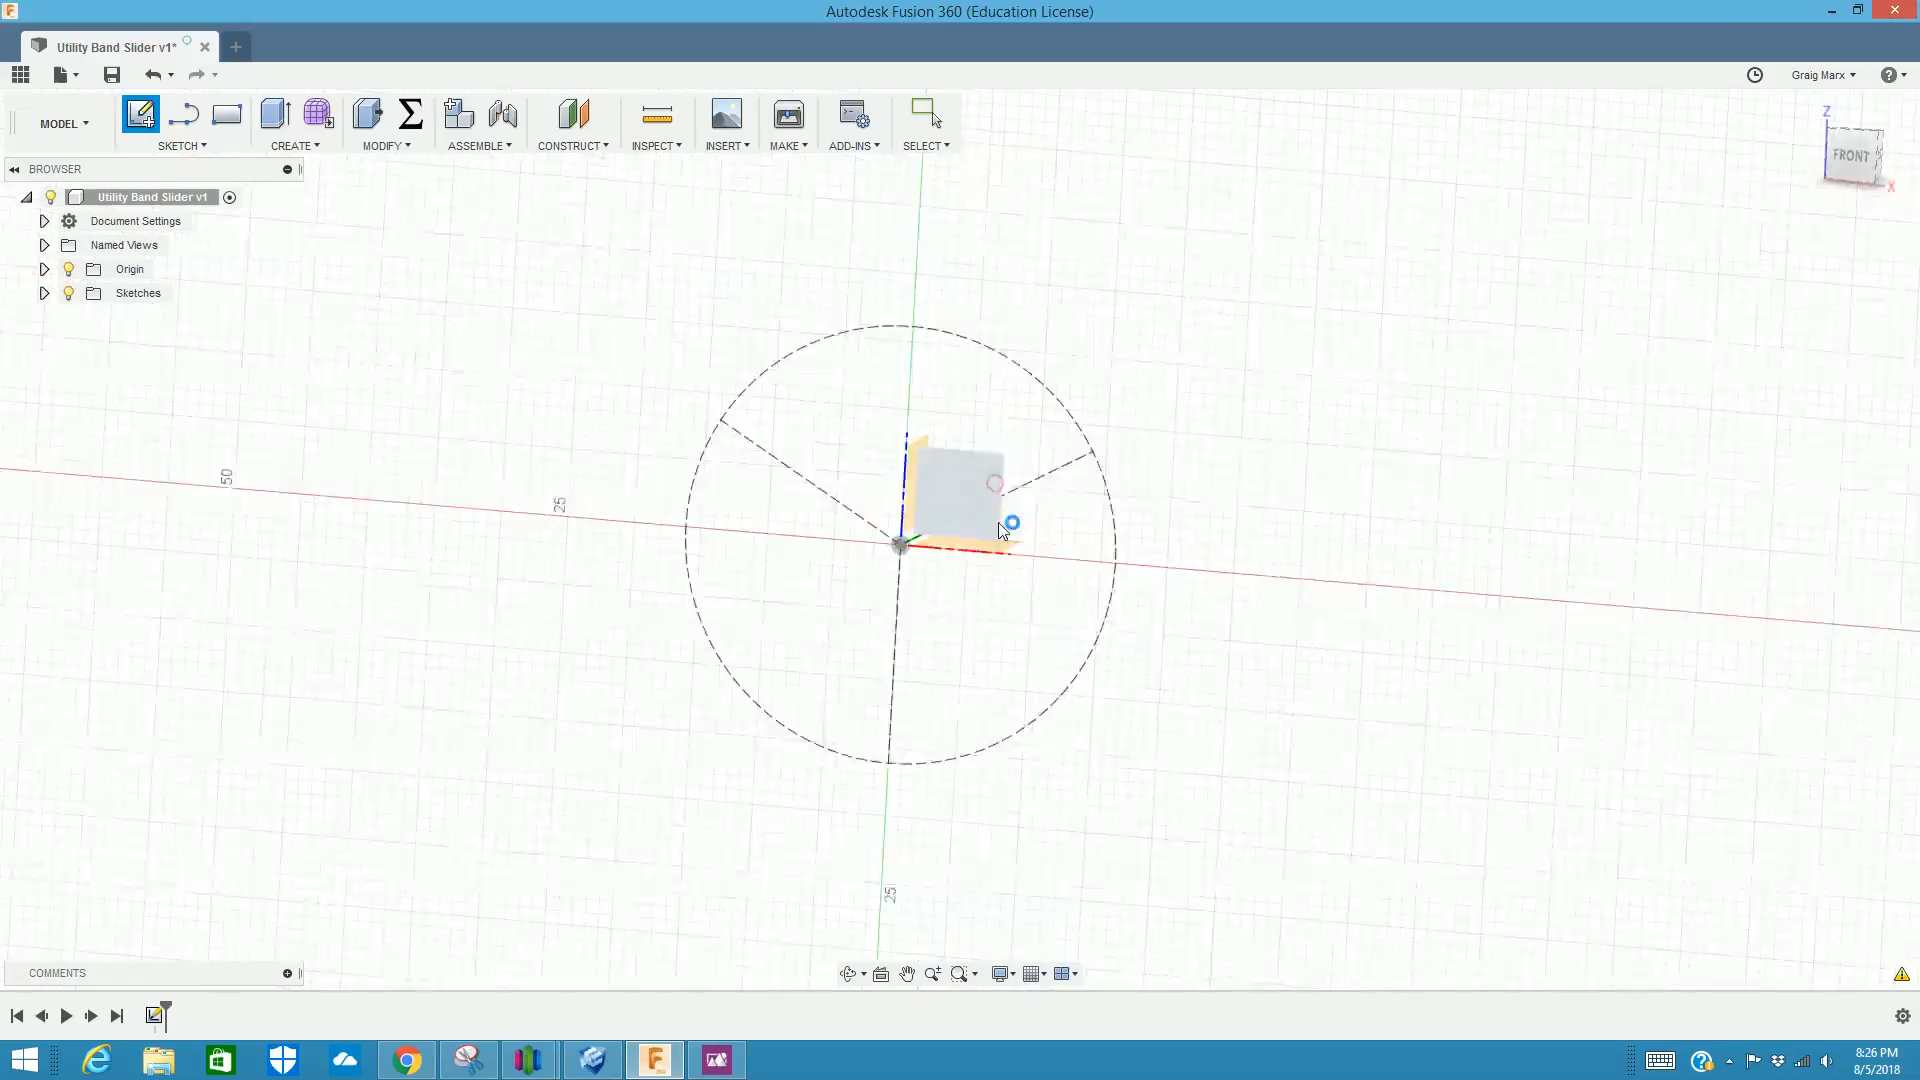 Autodesk Fusion 360 (Education License)
Utility Band Slider v1*
Graig Marx
MODEL
SKETCH
CREATE
MODIFY
ASSEMBLE
CONSTRUCT
INSPECT
INSERT
MAKE
ADD-INS
SELECT
Z
FRONT
X
BROWSER
Utility Band Slider v1
Document Settings
Named Views
Origin
Sketches
50
25
25
COMMENTS
8:26 PM
8/5/2018